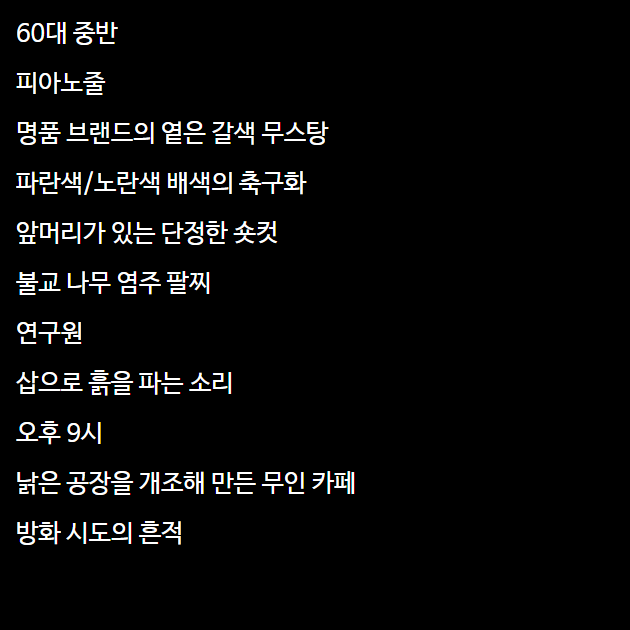 60대 중반
피아노줄
명품 브랜드의 옅은 갈색 무스탕
파란색/노란색 배색의 축구화
앞머리가 있는 단정한 숏컷
불교 나무 염주 팔찌
연구원
삽으로 흙을 파는 소리
오후 9시
낡은 공장을 개조해 만든 무인 카페
방화 시도의 흔적